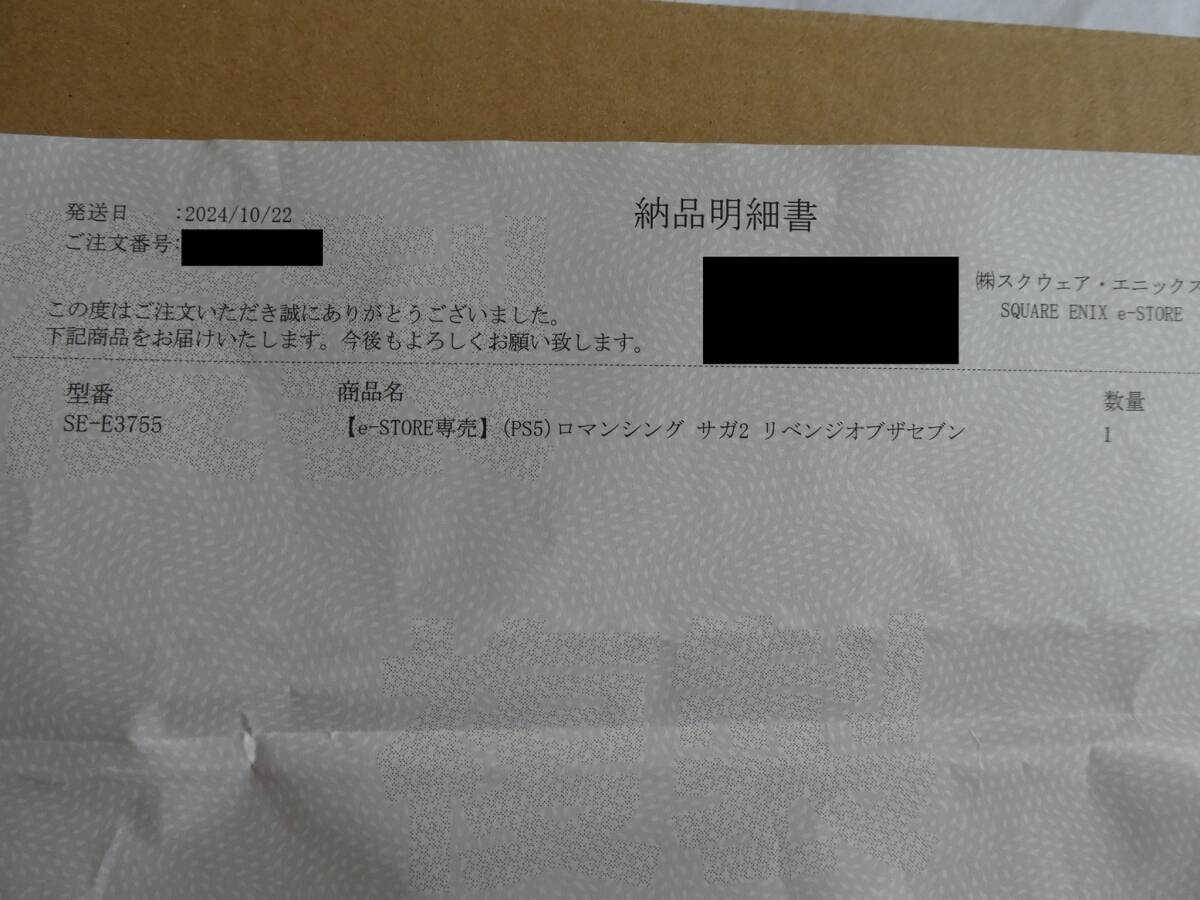 発送日 :2024/10/22
納品明細書
ご注文番号:
㈱スクウェア・エニックス
SQUARE ENIX e-STORE
この度はご注文いただき誠にありがとうございました。
下記商品をお届けいたします。今後もよろしくお願い致します。
型番 商品名 数量
SE-E3755 【e-STORE専売】(PS5)ロマンシング サガ2 リベンジオブザセブン 1